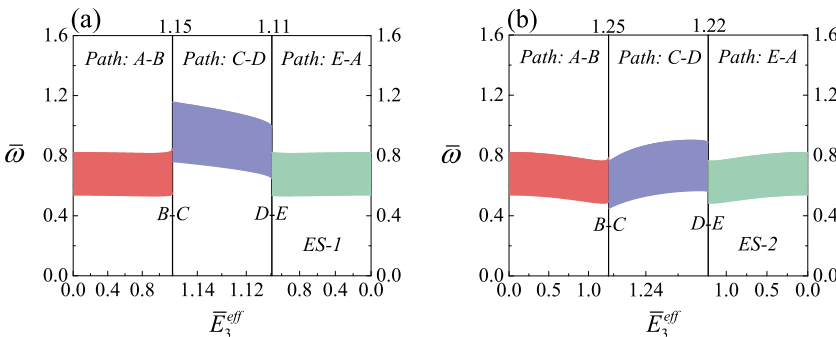 (a) 1.15 1.11
1.6 Path: A-B Path: C-D Path: E-A 1.6
1.2 1.2
ω̄ 0.8 0.8
0.4 B-C D-E 0.4
ES-1
0.0 0.0
0.0 0.4 0.8 1.14 1.12 0.8 0.4 0.0
Ē₃ᵉᶠᶠ
(b) 1.25 1.22
1.6 Path: A-B Path: C-D Path: E-A 1.6
1.2 1.2
ω̄ 0.8 0.8
0.4 B-C D-E 0.4
ES-2
0.0 0.0
0.0 0.5 1.0 1.24 1.0 0.5 0.0
Ē₃ᵉᶠᶠ